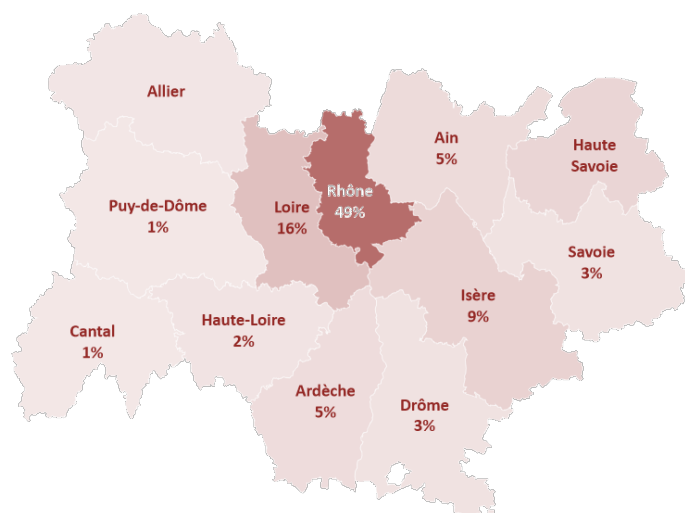 Allier
Ain
5%
Haute
Savoie
Rhône
49%
Puy-de-Dôme
1%
Loire
16%
Savoie
3%
Isère
9%
Haute-Loire
2%
Cantal
1%
Ardèche
5%
Drôme
3%